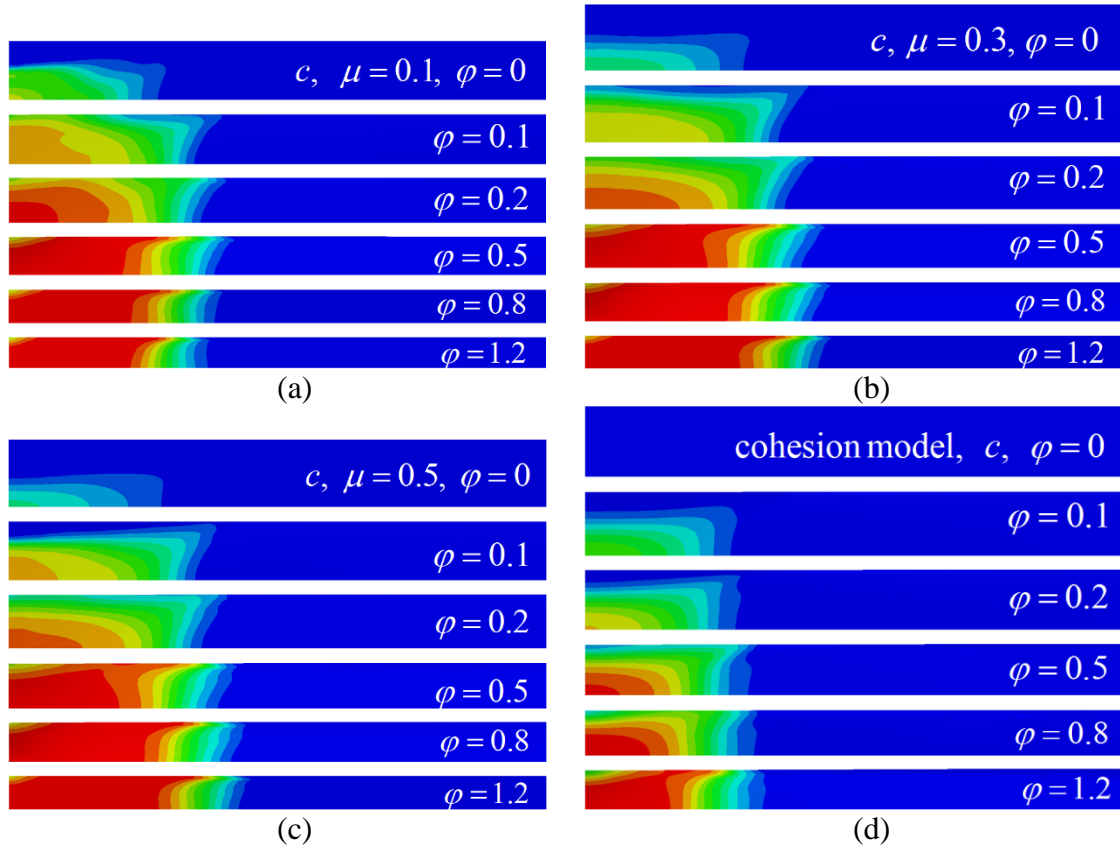 c, μ = 0.1, φ = 0
φ = 0.1
φ = 0.2
φ = 0.5
φ = 0.8
φ = 1.2
(a)
c, μ = 0.3, φ = 0
φ = 0.1
φ = 0.2
φ = 0.5
φ = 0.8
φ = 1.2
(b)
c, μ = 0.5, φ = 0
φ = 0.1
φ = 0.2
φ = 0.5
φ = 0.8
φ = 1.2
(c)
cohesion model, c, φ = 0
φ = 0.1
φ = 0.2
φ = 0.5
φ = 0.8
φ = 1.2
(d)